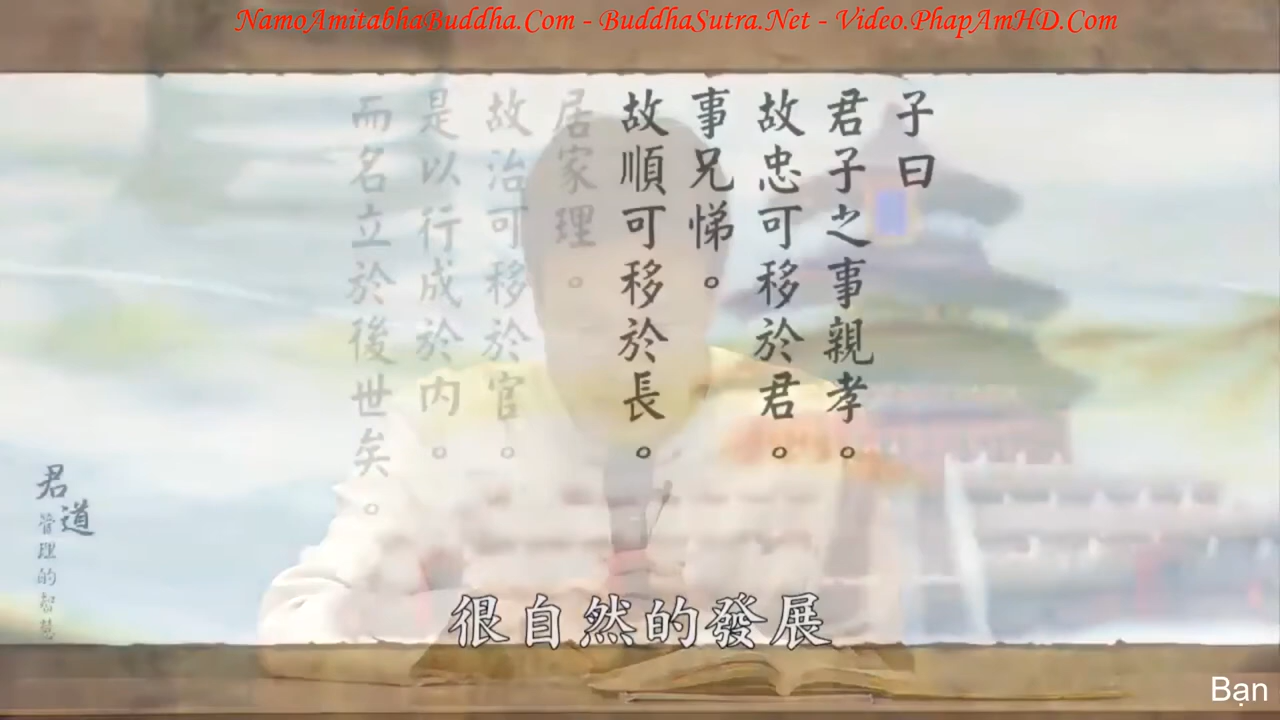 NamoAmitabhaBuddha.Com - BuddhaSutra.Net - Video.PhapAmHD.Com
子曰
君子之事親孝。
故忠可移於君。
事兄悌。
故順可移於長。
居家理。
故治可移於官。
是以行成於內。
而名立於後世矣。
君道
管理的智慧
很自然的發展
Bạn